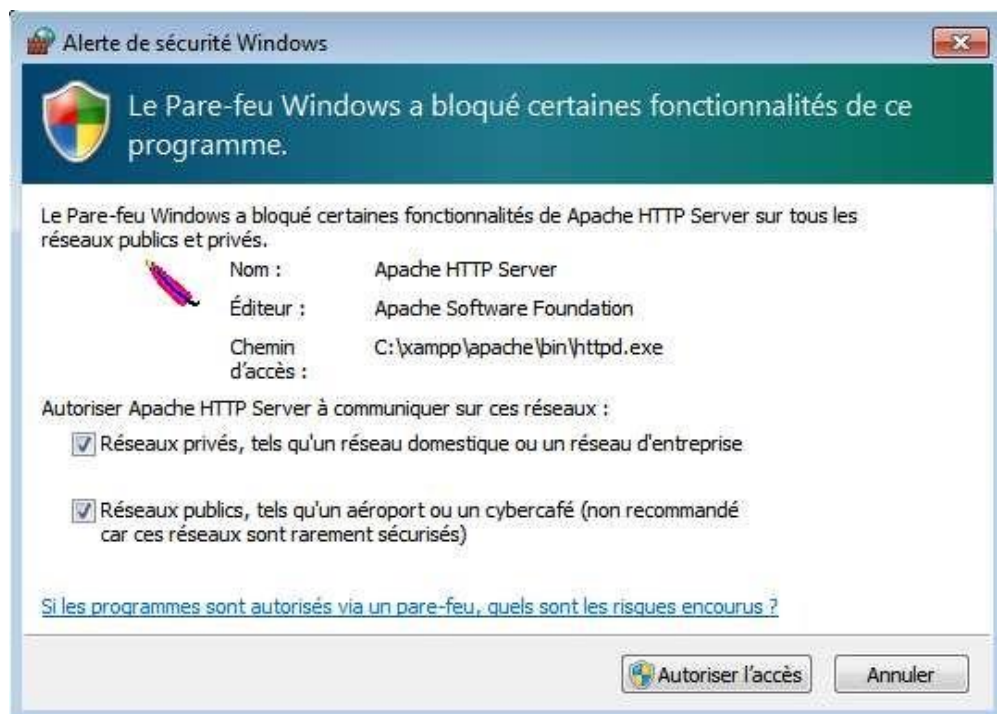 Alerte de sécurité Windows
Le Pare-feu Windows a bloqué certaines fonctionnalités de ce
programme.
Le Pare-feu Windows a bloqué certaines fonctionnalités de Apache HTTP Server sur tous les
réseaux publics et privés.
Nom : Apache HTTP Server
Éditeur : Apache Software Foundation
Chemin d'accès : C:\xampp\apache\bin\httpd.exe
Autoriser Apache HTTP Server à communiquer sur ces réseaux :
Réseaux privés, tels qu'un réseau domestique ou un réseau d'entreprise
Réseaux publics, tels qu'un aéroport ou un cybercafé (non recommandé
car ces réseaux sont rarement sécurisés)
Si les programmes sont autorisés via un pare-feu, quels sont les risques encourus ?
Autoriser l'accès Annuler